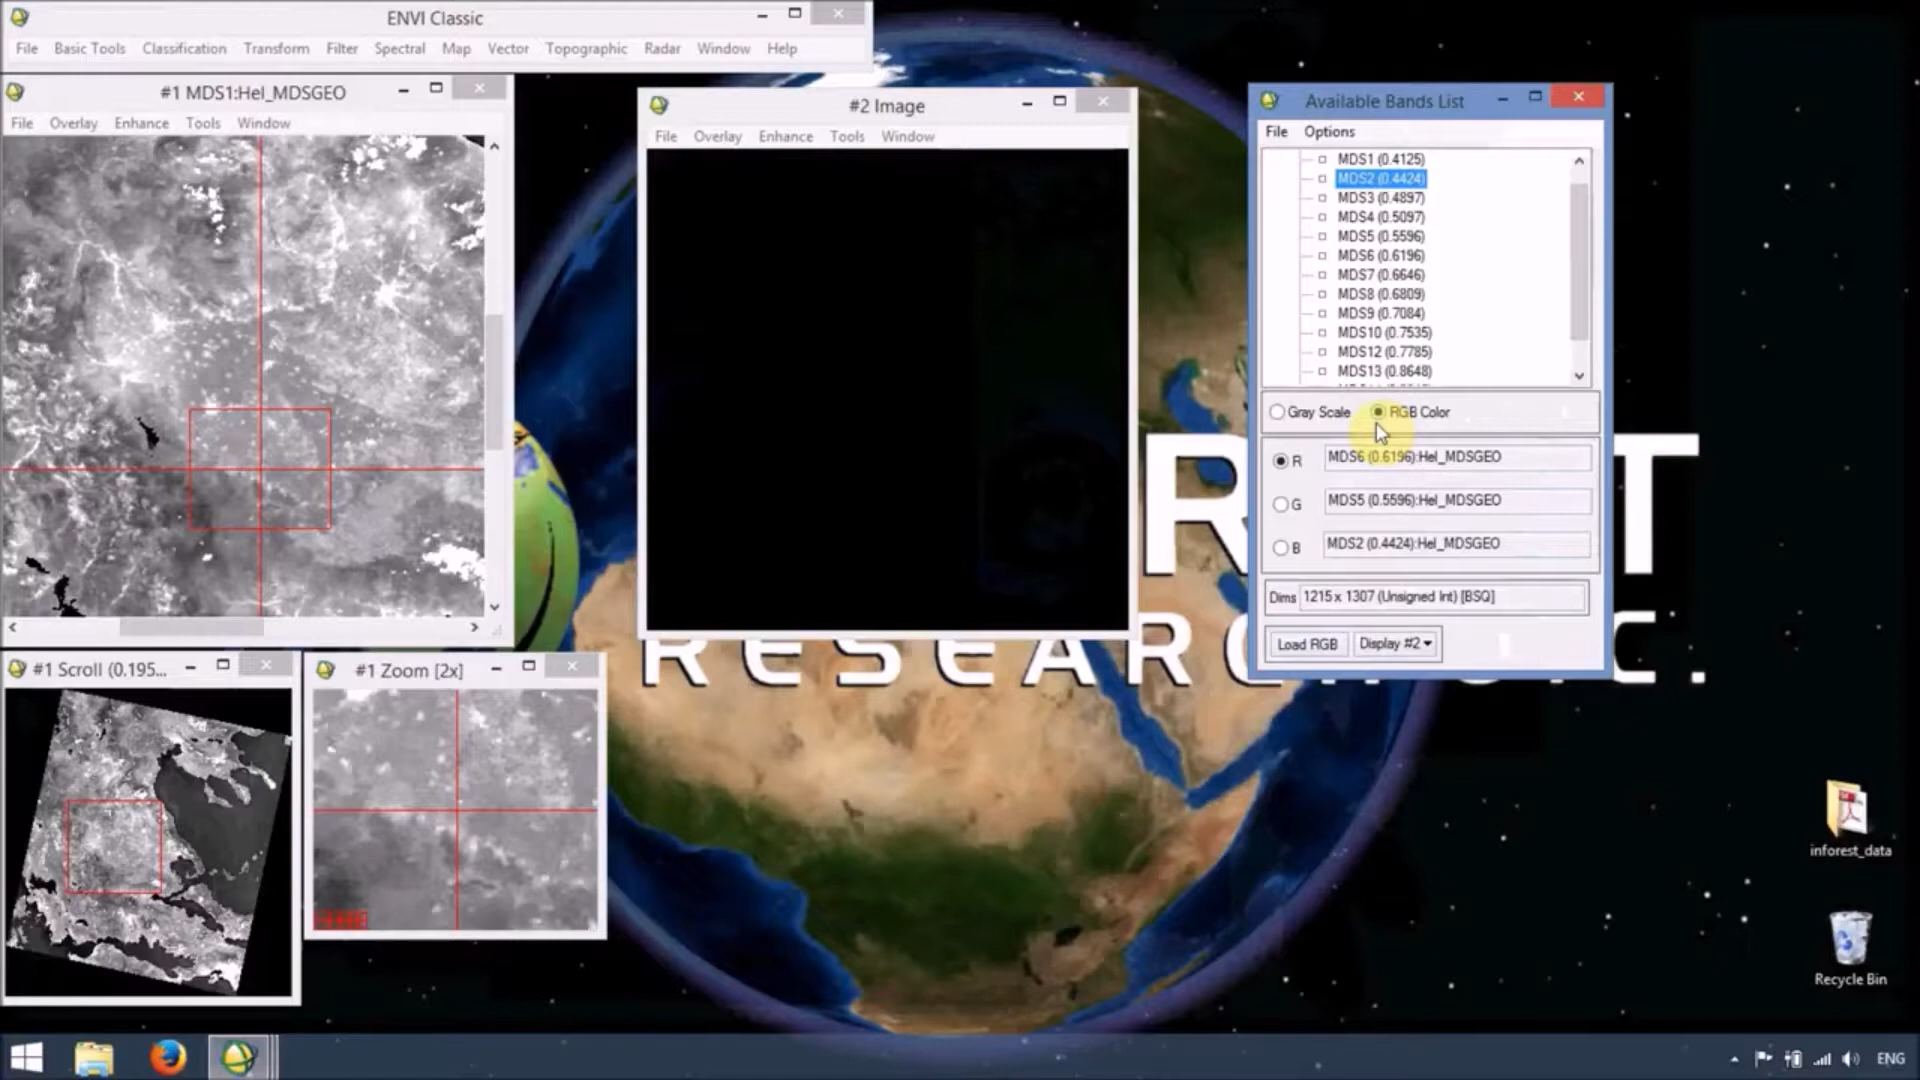 ENVI Classic
File Basic Tools Classification Transform Filter Spectral Map Vector Topographic Radar Window Help
#1 MDS1:Hel_MDSGEO
File Overlay Enhance Tools Window
#2 Image
File Overlay Enhance Tools Window
Available Bands List
File Options
MDS1 (0.4125)
MDS2 (0.4424)
MDS3 (0.4897)
MDS4 (0.5097)
MDS5 (0.5596)
MDS6 (0.6196)
MDS7 (0.6646)
MDS8 (0.6809)
MDS9 (0.7084)
MDS10 (0.7535)
MDS12 (0.7785)
MDS13 (0.8648)
Gray Scale RGB Color
R MDS6 (0.6196):Hel_MDSGEO
G MDS5 (0.5596):Hel_MDSGEO
B MDS2 (0.4424):Hel_MDSGEO
Dims 1215 x 1307 (Unsigned Int) [BSQ]
Load RGB Display #2
#1 Scroll (0.195...
#1 Zoom [2x]
inforest_data
Recycle Bin
ENG